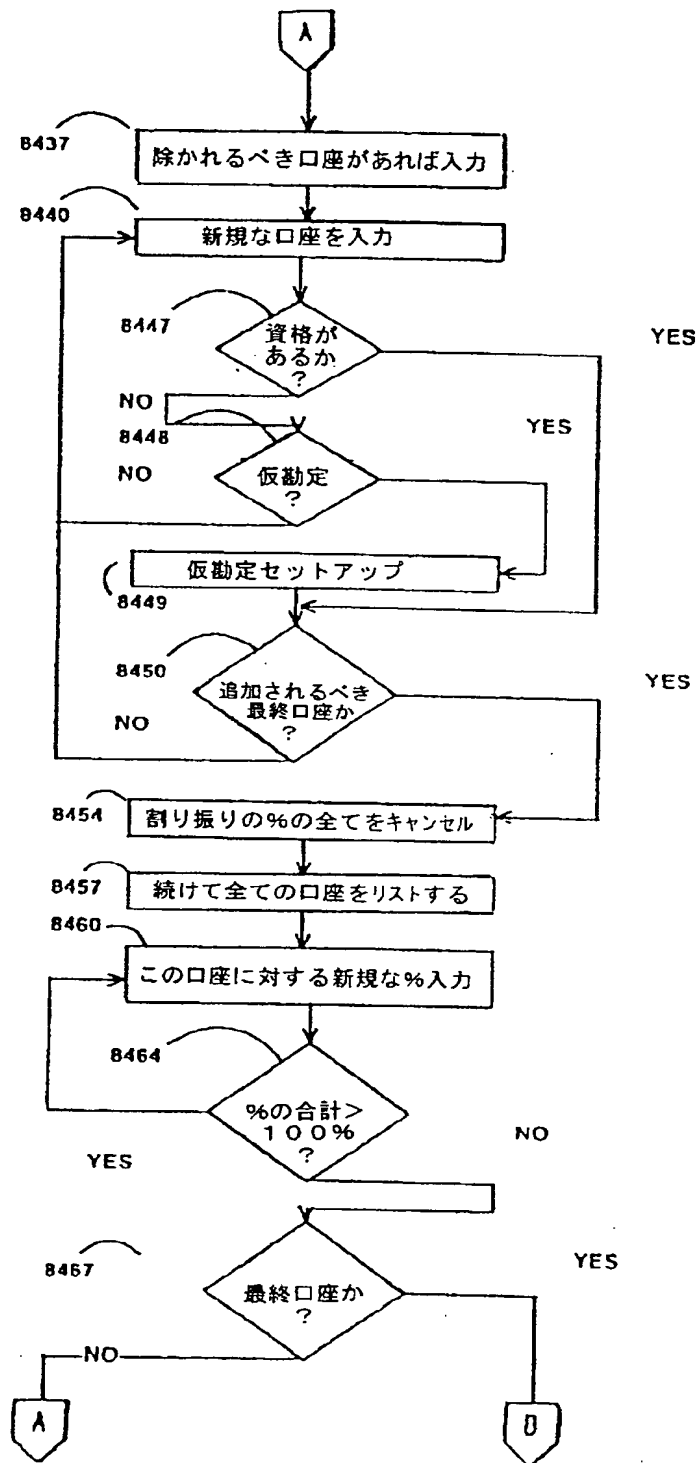 A
8437
除かれるべき口座があれば入力
8440
新規な口座を入力
8447
資格が
あるか
?
YES
NO
8448
YES
NO
仮勘定
?
仮勘定セットアップ
8449
8450
追加されるべき
最終口座か
?
YES
NO
8454
割り振りの%の全てをキャンセル
8457
続けて全ての口座をリストする
8460
この口座に対する新規な%入力
8464
%の合計>
100%
?
NO
YES
8467
最終口座か
?
YES
NO
A